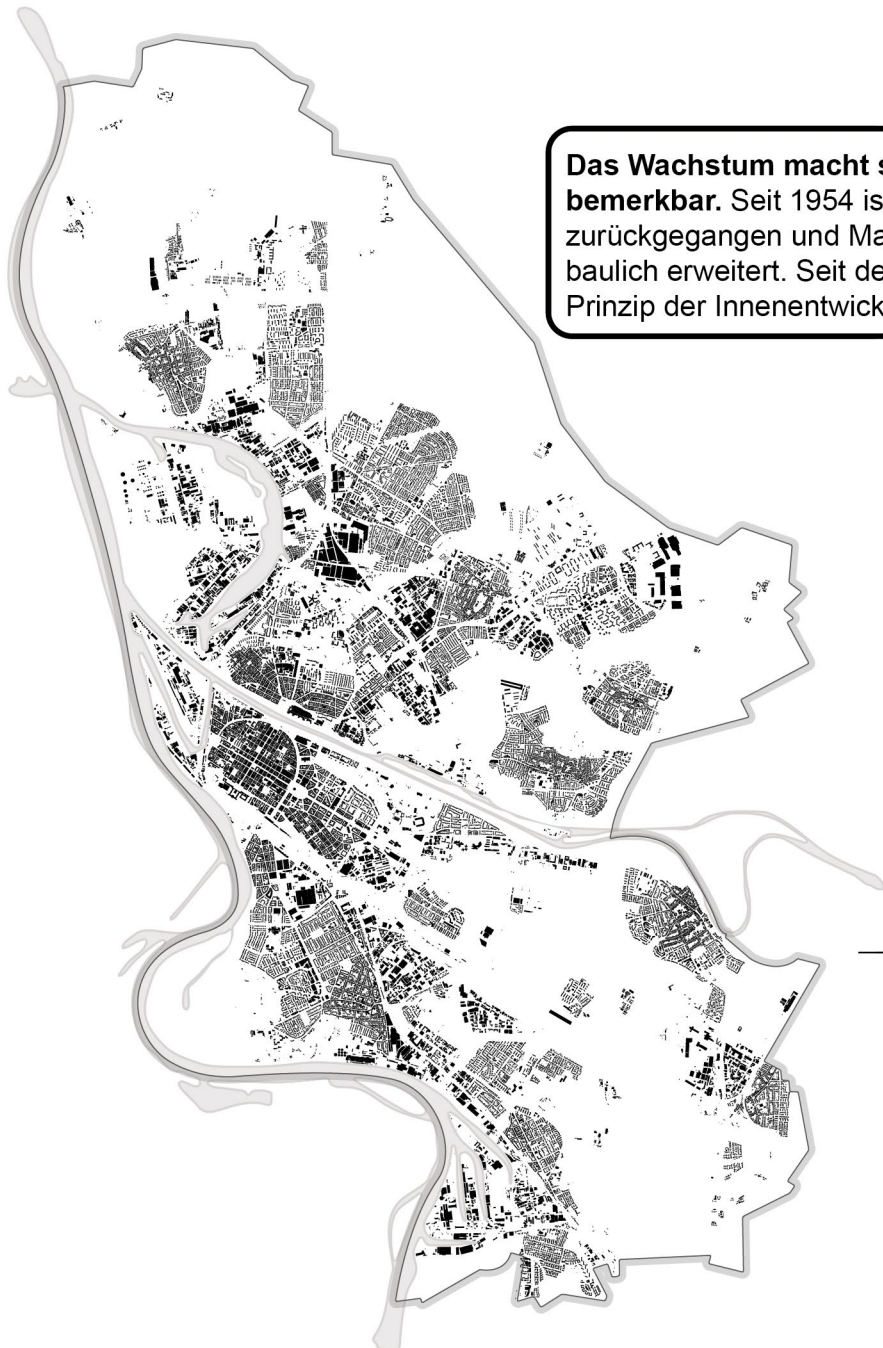 Das Wachstum macht s
bemerkbar. Seit 1954 is
zurückgegangen und Ma
baulich erweitert. Seit de
Prinzip der Innenentwick